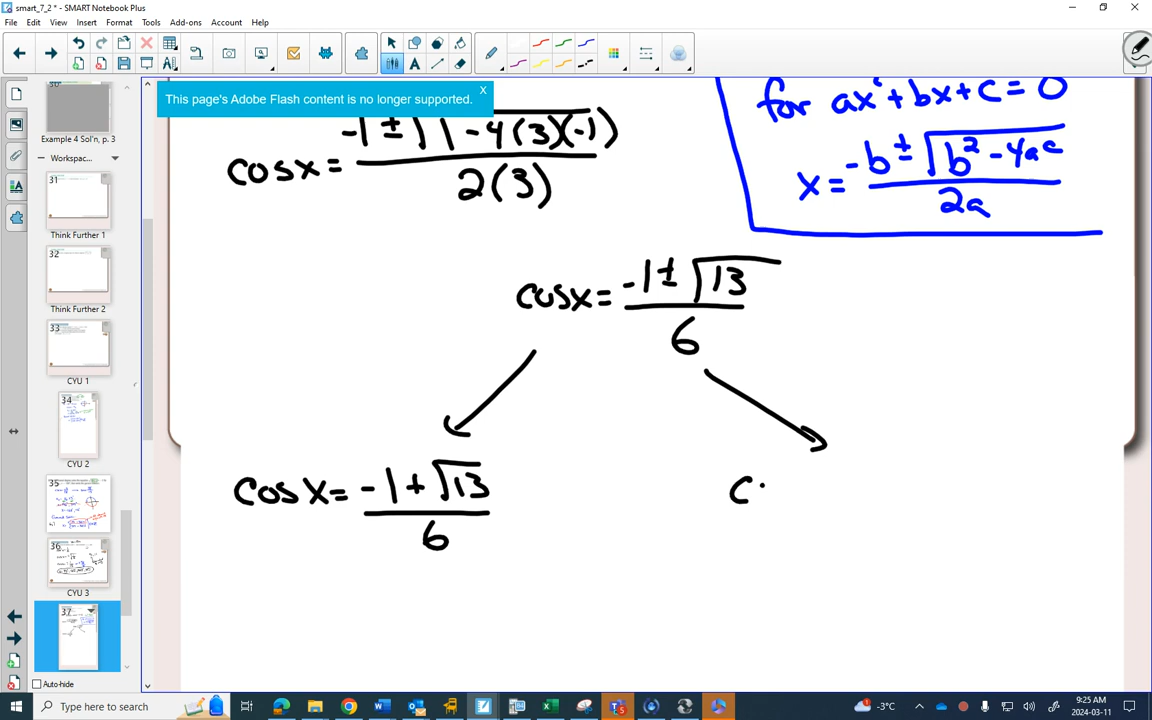 smart_7_2 * - SMART Notebook Plus
File Edit View Insert Format Tools Add-ons Account Help
This page's Adobe Flash content is no longer supported.
X
Example 4 Sol'n, p. 3
Workspac...
31
Think Further 1
32
Think Further 2
33
CYU 1
34
CYU 2
35
36
CYU 3
37
Auto-hide
cosx = -1 ± √1 - 4(3)(-1) / 2(3)
for ax² + bx + c = 0
x = -b ± √b² - 4ac / 2a
cosx = -1 ± √13 / 6
cosx = -1 + √13 / 6
c
Type here to search
-3°C
9:25 AM
2024-03-11